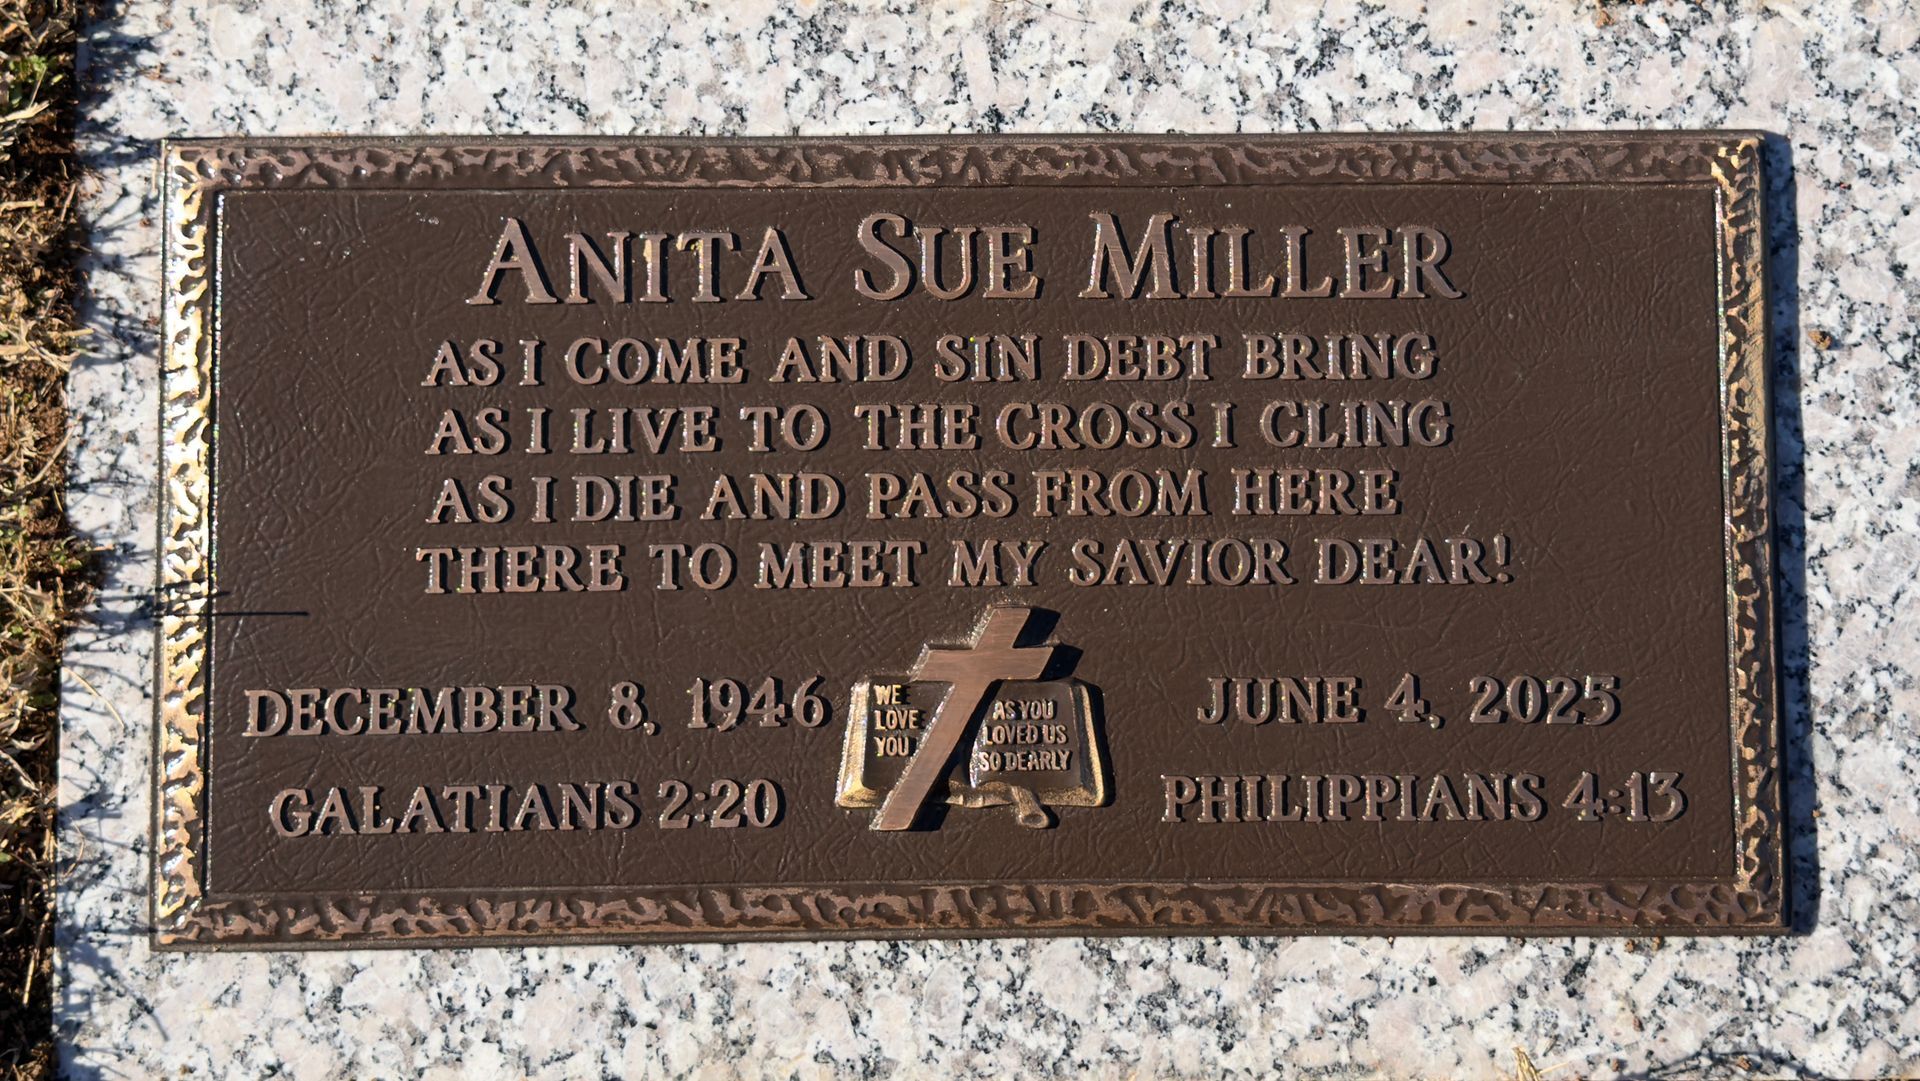 ANITA SUE MILLER
AS I COME AND SIN DEBT BRING
AS I LIVE TO THE CROSS I CLING
AS I DIE AND PASS FROM HERE
THERE TO MEET MY SAVIOR DEAR!
DECEMBER 8, 1946
GALATIANS 2:20
WE
LOVE
YOU
AS YOU
LOVED US
SO DEARLY
JUNE 4, 2025
PHILIPPIANS 4:13